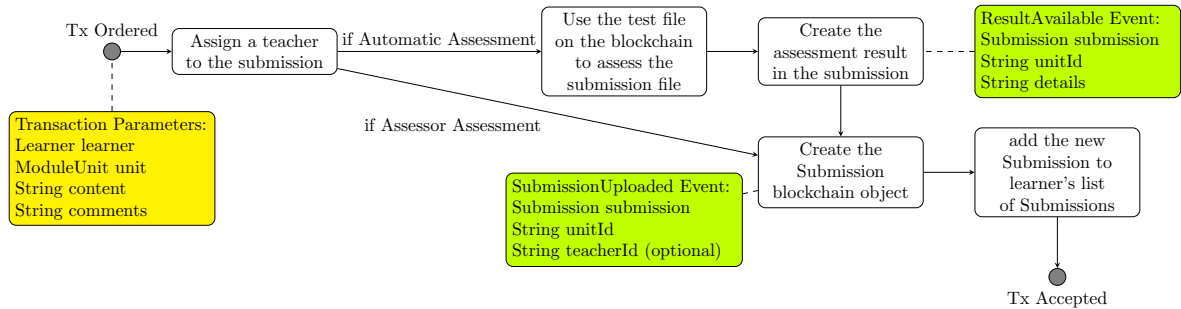 Tx Ordered
Assign a teacher
to the submission
if Automatic Assessment
Use the test file
on the blockchain
to assess the
submission file
Create the
assessment result
in the submission
ResultAvailable Event:
Submission submission
String unitId
String details
Transaction Parameters:
Learner learner
ModuleUnit unit
String content
String comments
if Assessor Assessment
Create the
Submission
blockchain object
add the new
Submission to
learner's list
of Submissions
SubmissionUploaded Event:
Submission submission
String unitId
String teacherId (optional)
Tx Accepted